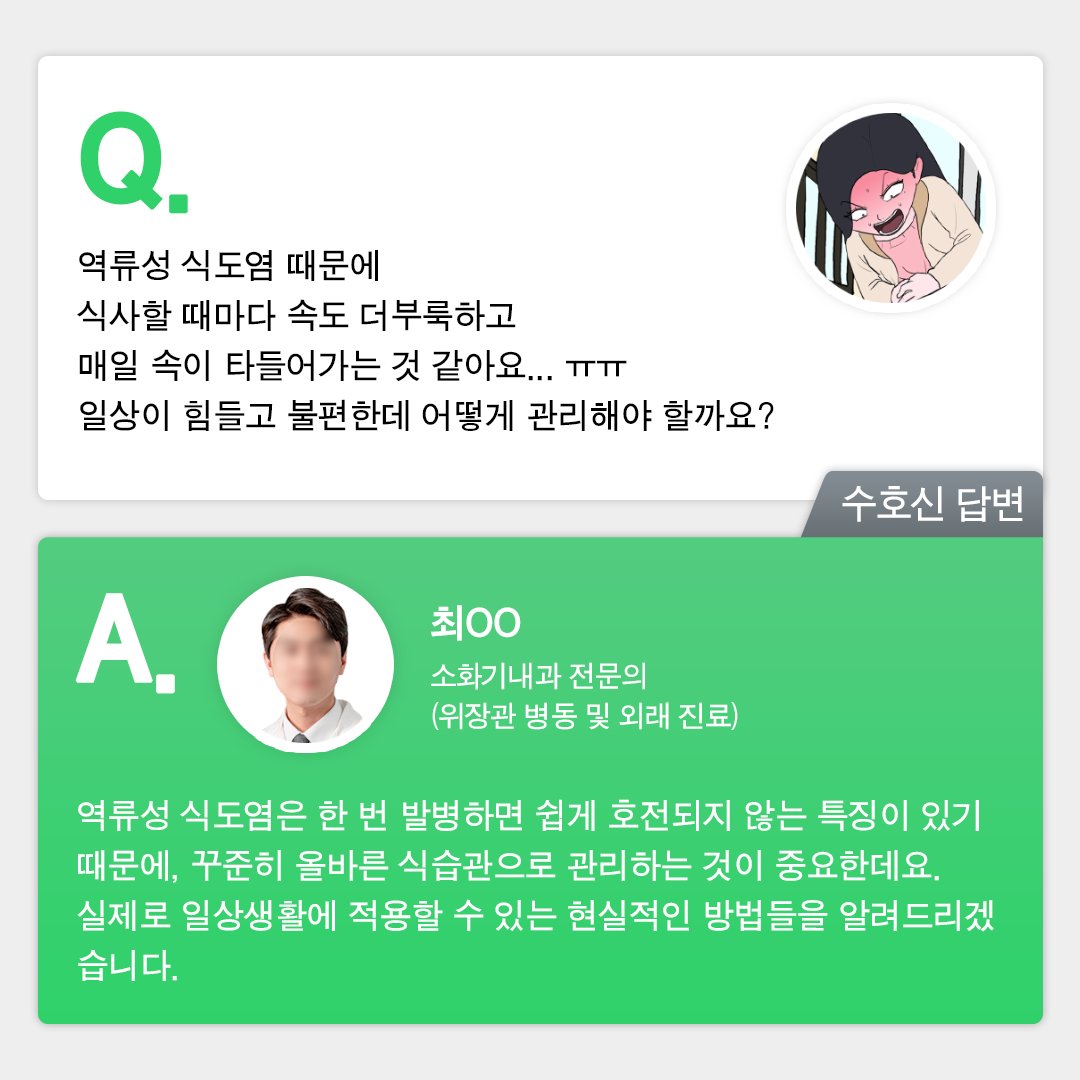 Q.
역류성 식도염 때문에
식사할 때마다 속도 더부룩하고
매일 속이 타들어가는 것 같아요... ㅠㅠ
일상이 힘들고 불편한데 어떻게 관리해야 할까요?
수호신 답변
A.
최OO
소화기내과 전문의
(위장관 병동 및 외래 진료)
역류성 식도염은 한 번 발병하면 쉽게 호전되지 않는 특징이 있기
때문에, 꾸준히 올바른 식습관으로 관리하는 것이 중요한데요.
실제로 일상생활에 적용할 수 있는 현실적인 방법들을 알려드리겠
습니다.